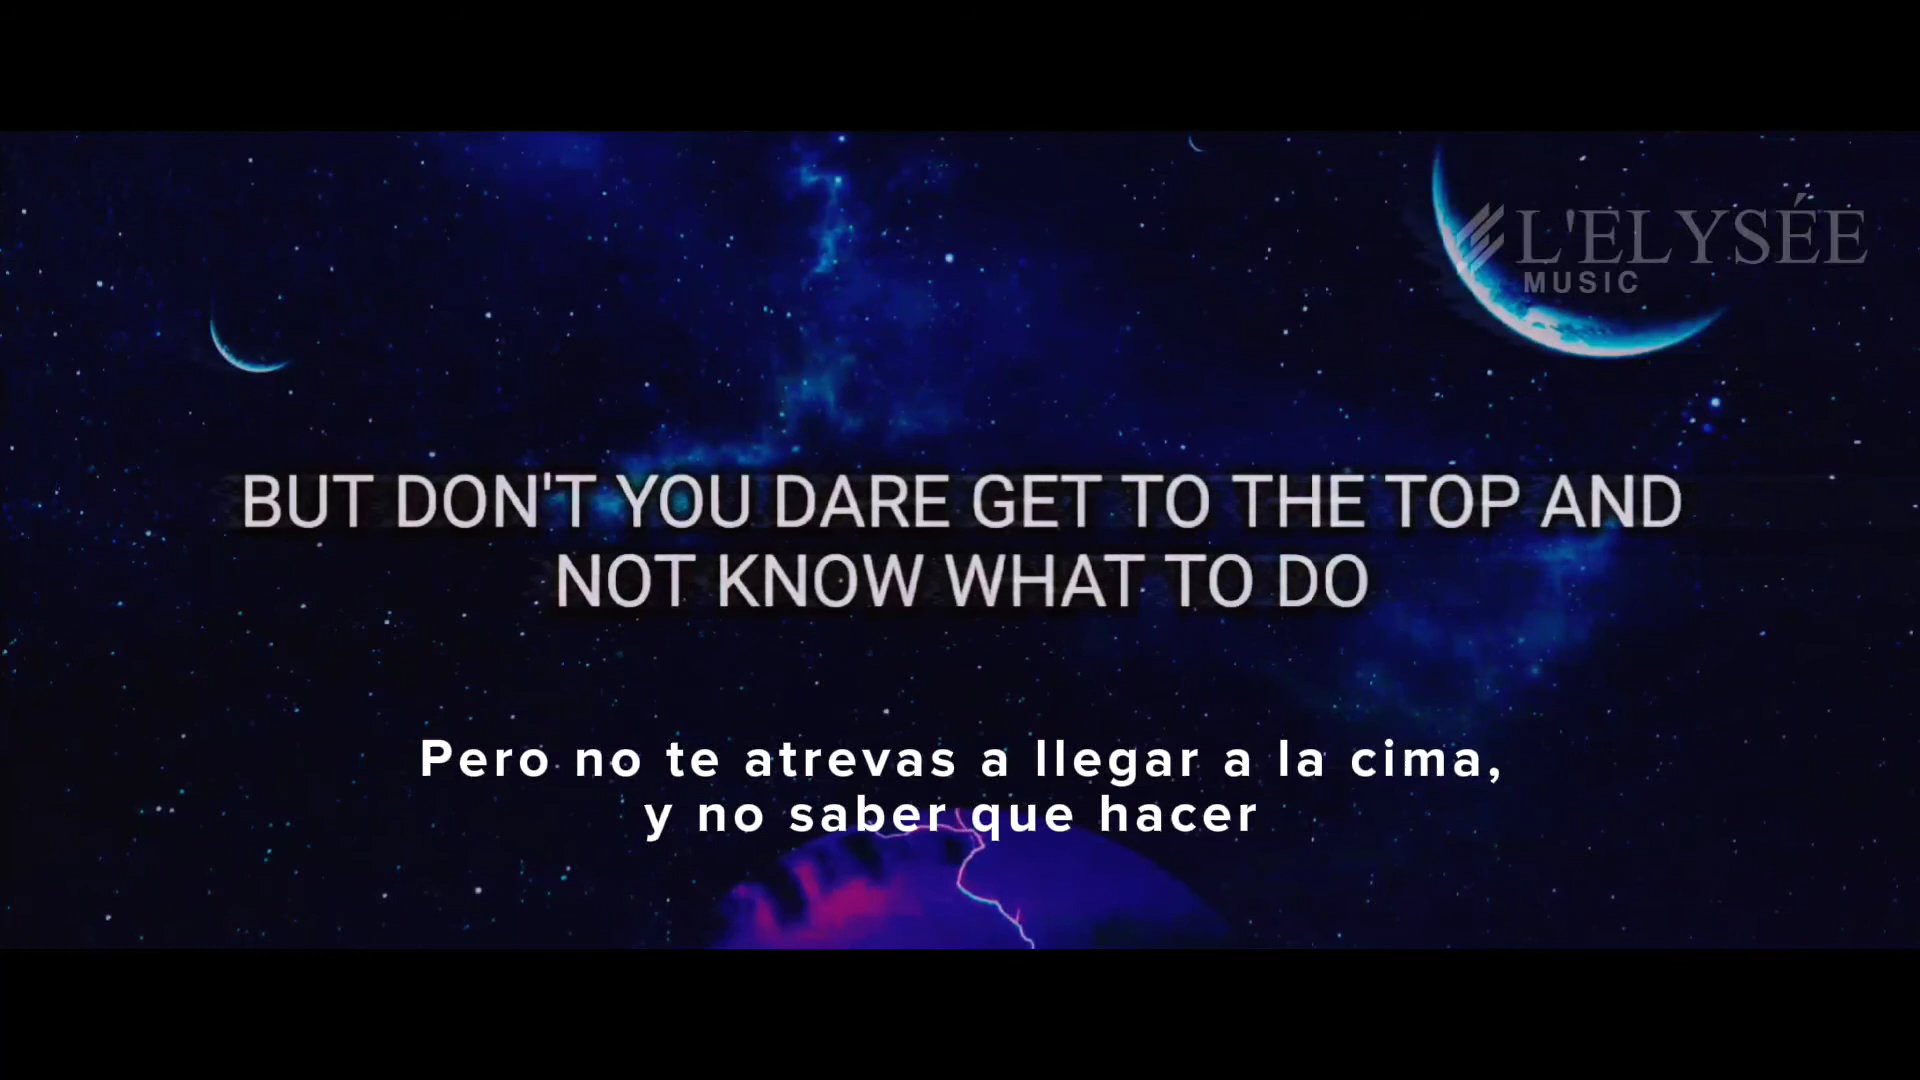 L'ELYSÉE
MUSIC
BUT DON'T YOU DARE GET TO THE TOP AND
NOT KNOW WHAT TO DO
Pero no te atrevas a llegar a la cima,
y no saber que hacer